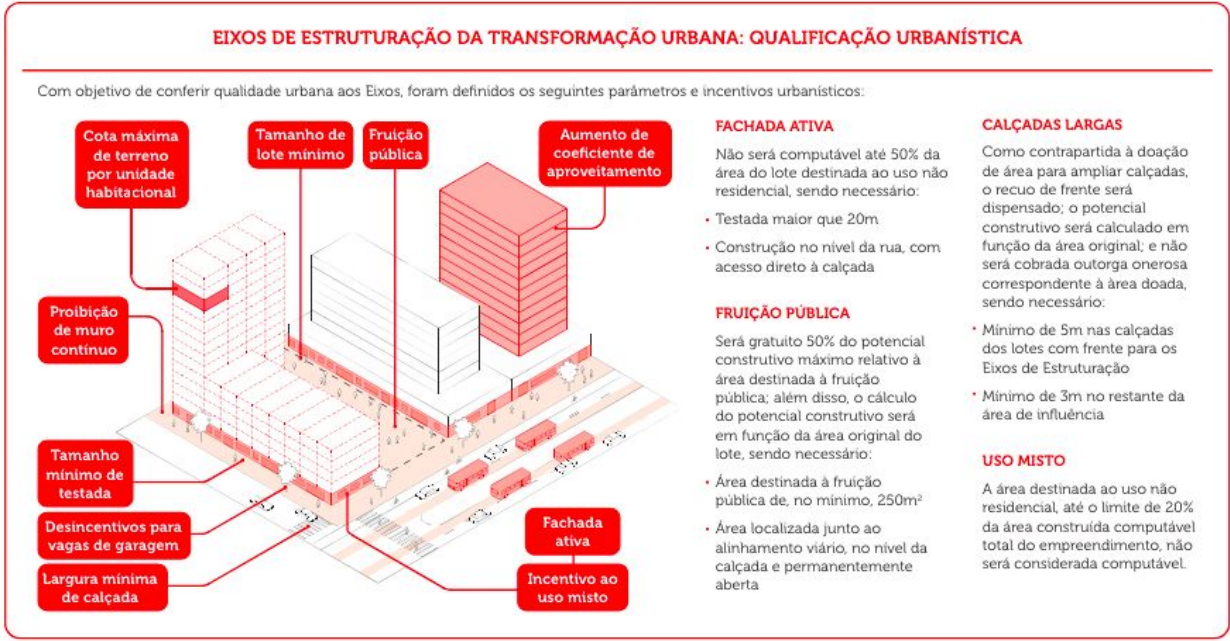 EIXOS DE ESTRUTURAÇÃO DA TRANSFORMAÇÃO URBANA: QUALIFICAÇÃO URBANÍSTICA
Com objetivo de conferir qualidade urbana aos Eixos, foram definidos os seguintes parâmetros e incentivos urbanísticos:
Cota máxima
de terreno
por unidade
habitacional
Tamanho de
lote mínimo
Fruição
pública
Aumento de
coeficiente de
aproveitamento
Proibição
de muro
contínuo
Tamanho
mínimo de
testada
Desincentivos para
vagas de garagem
Largura mínima
de calçada
Fachada
ativa
Incentivo ao
uso misto
FACHADA ATIVA
Não será computável até 50% da
área do lote destinada ao uso não
residencial, sendo necessário:
• Testada maior que 20m
• Construção no nível da rua, com
acesso direto à calçada
FRUIÇÃO PÚBLICA
Será gratuito 50% do potencial
construtivo máximo relativo à
área destinada à fruição
pública; além disso, o cálculo
do potencial construtivo será
em função da área original do
lote, sendo necessário:
• Área destinada à fruição
pública de, no mínimo, 250m²
• Área localizada junto ao
alinhamento viário, no nível da
calçada e permanentemente
aberta
CALÇADAS LARGAS
Como contrapartida à doação
de área para ampliar calçadas,
o recuo de frente será
dispensado; o potencial
construtivo será calculado em
função da área original; e não
será cobrada outorga onerosa
correspondente à àrea doada,
sendo necessário:
• Mínimo de 5m nas calçadas
dos lotes com frente para os
Eixos de Estruturação
• Mínimo de 3m no restante da
área de influência
USO MISTO
A área destinada ao uso não
residencial, até o limite de 20%
da área construída computável
total do empreendimento, não
será considerada computável.